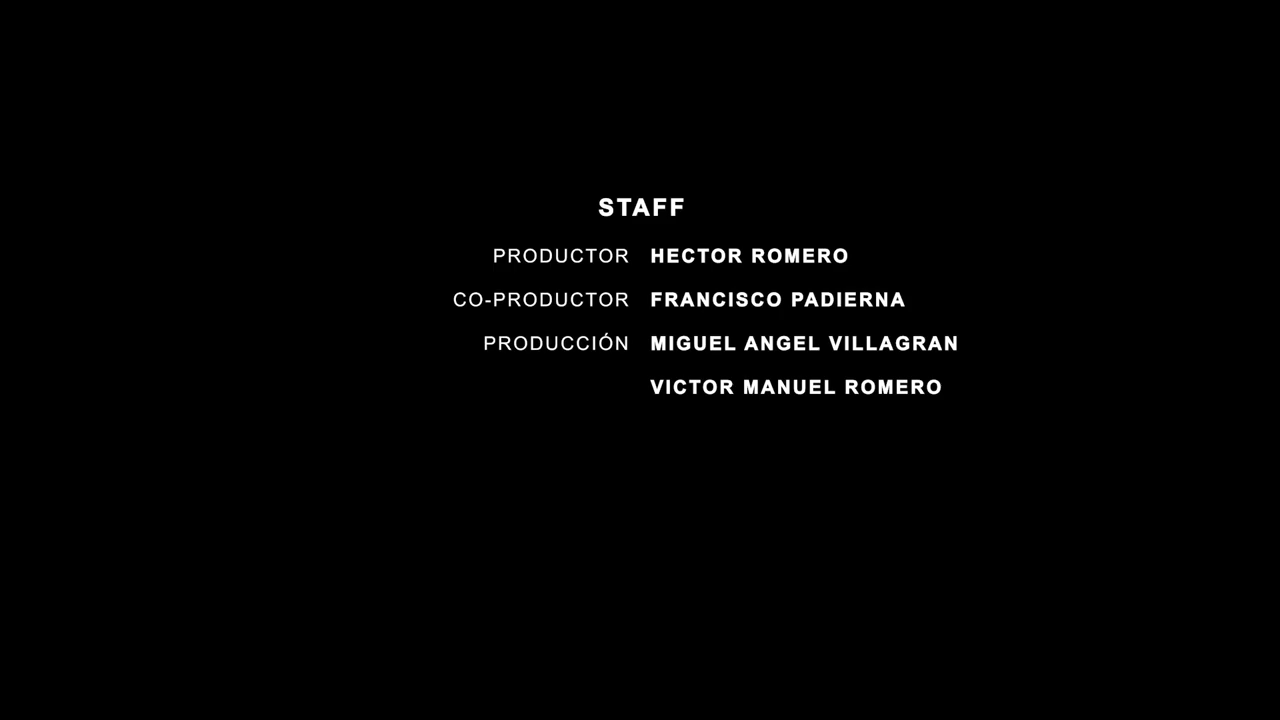 STAFF
PRODUCTOR HECTOR ROMERO
CO-PRODUCTOR FRANCISCO PADIERNA
PRODUCCIÓN MIGUEL ANGEL VILLAGRAN
VICTOR MANUEL ROMERO